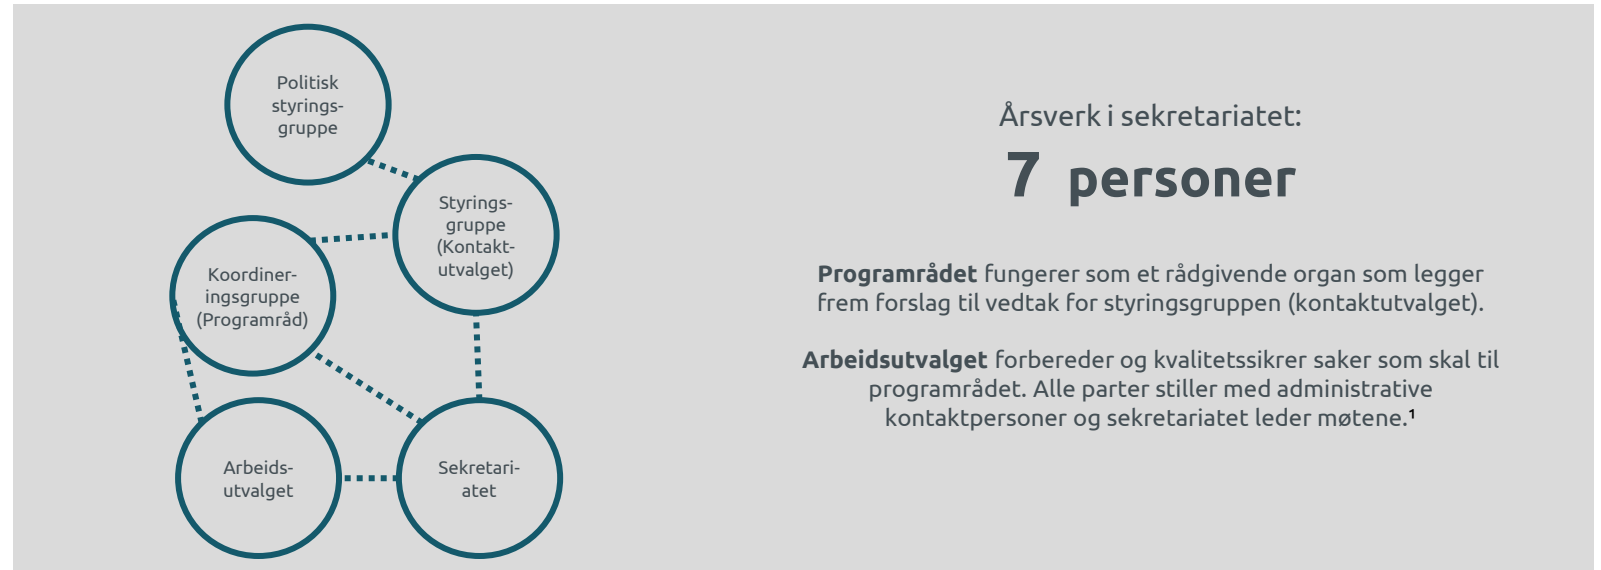 Politisk
styrings-
gruppe
Styrings-
gruppe
(Kontakt-
utvalget)
Koordiner-
ingsgruppe
(Programråd)
Arbeids-
utvalget
Sekretari-
atet
Årsverk i sekretariatet:
7 personer
Programrådet fungerer som et rådgivende organ som legger
frem forslag til vedtak for styringsgruppen (kontaktutvalget).
Arbeidsutvalget forbereder og kvalitetssikrer saker som skal til
programrådet. Alle parter stiller med administrative
kontaktpersoner og sekretariatet leder møtene.¹